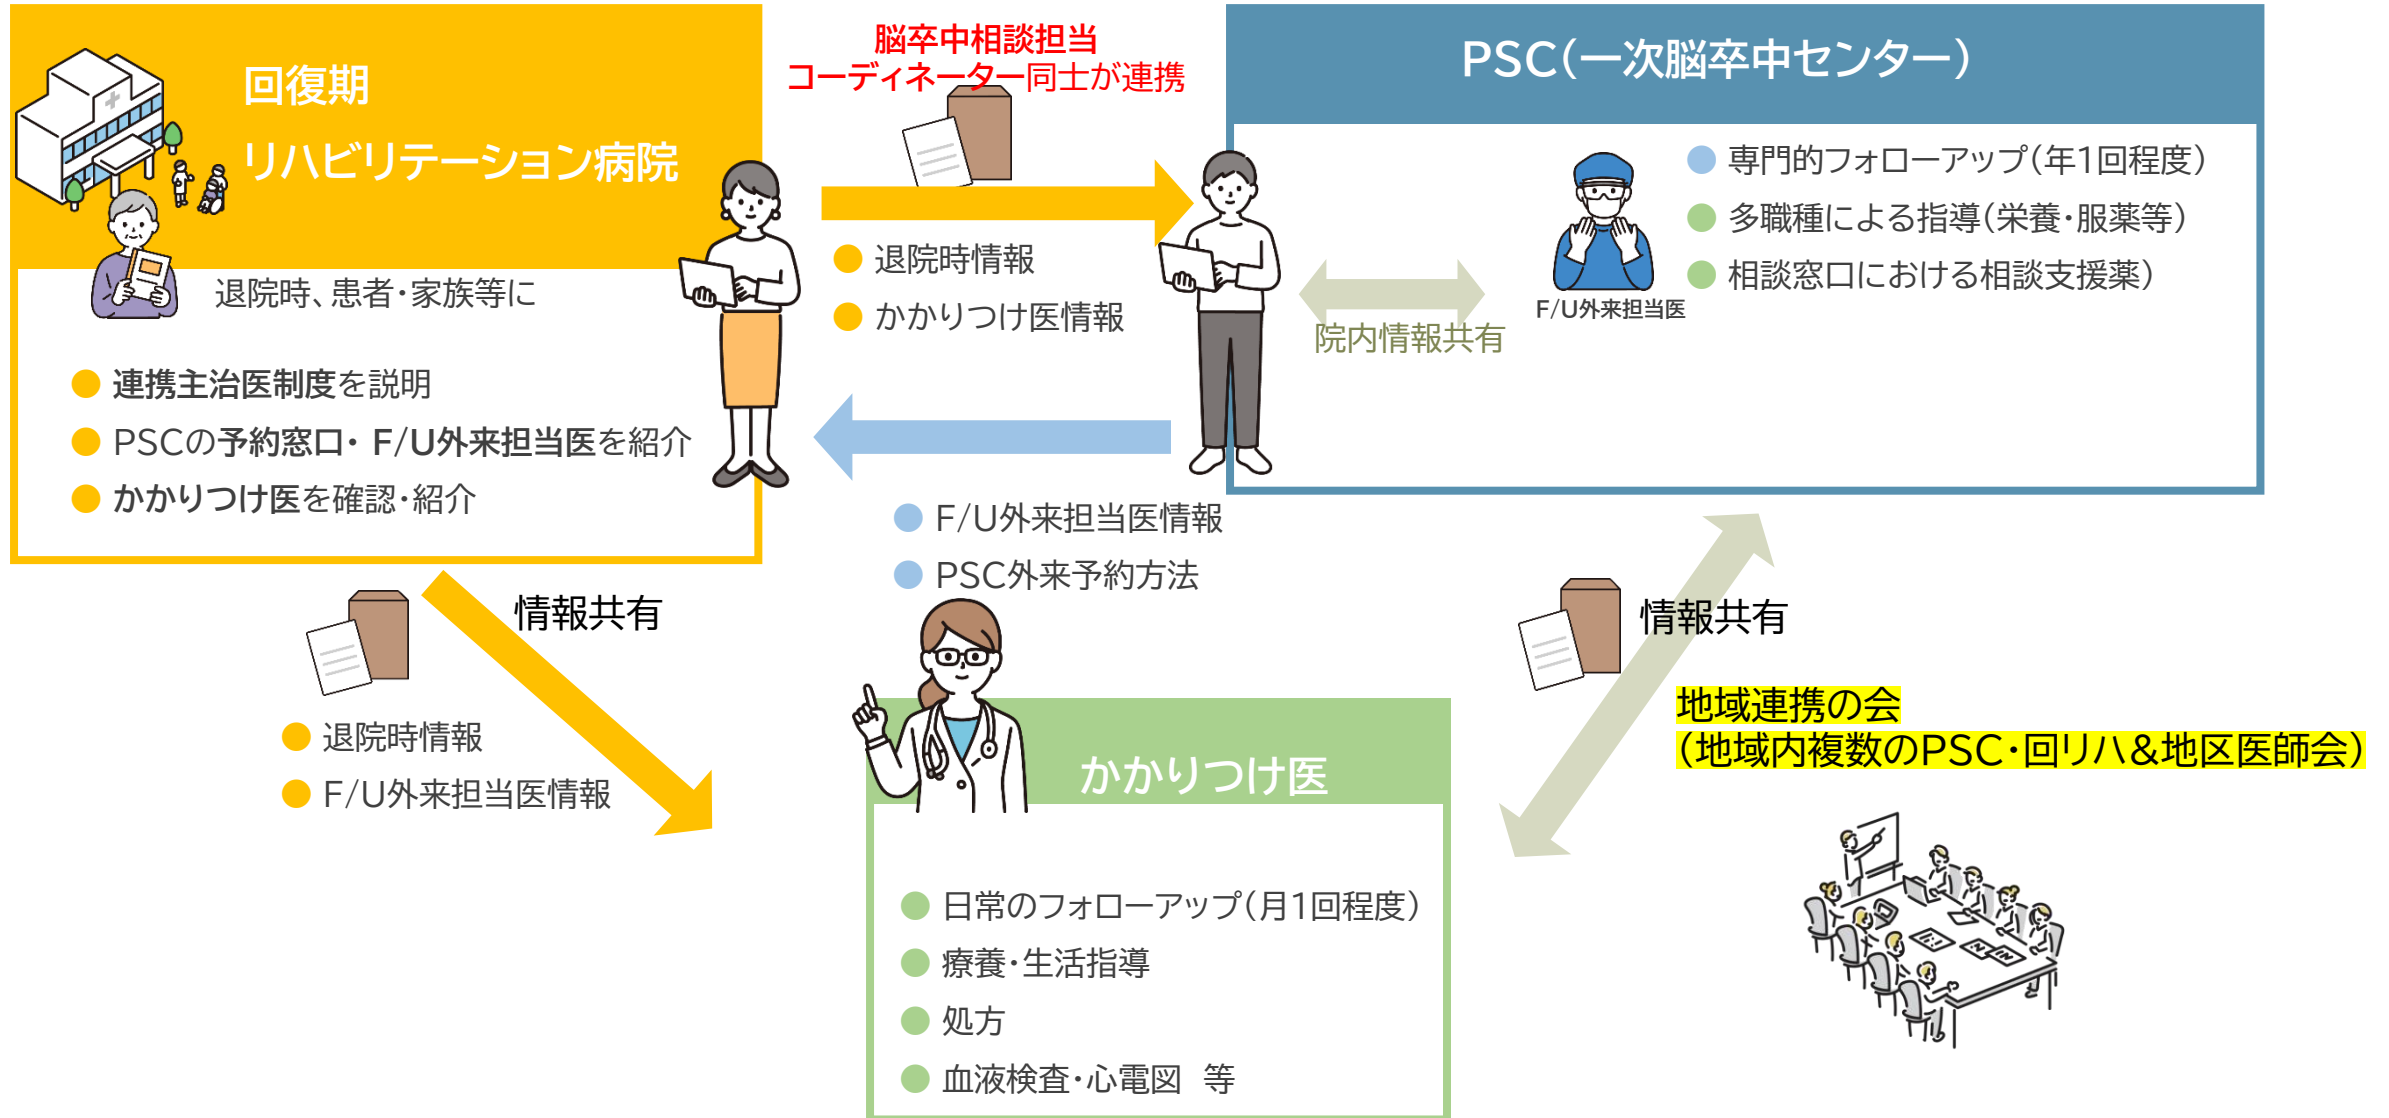 回復期
リハビリテーション病院
退院時、患者・家族等に
連携主治医制度を説明
PSCの予約窓口・ F/U外来担当医を紹介
かかりつけ医を確認・紹介
脳卒中相談担当
コーディネーター同士が連携
退院時情報
かかりつけ医情報
F/U外来担当医情報
PSC外来予約方法
PSC(一次脳卒中センター)
専門的フォローアップ(年1回程度)
多職種による指導(栄養・服薬等)
相談窓口における相談支援薬)
F/U外来担当医
院内情報共有
情報共有
退院時情報
F/U外来担当医情報
かかりつけ医
日常のフォローアップ(月1回程度)
療養・生活指導
処方
血液検査・心電図 等
情報共有
地域連携の会
(地域内複数のPSC・回リハ&地区医師会)